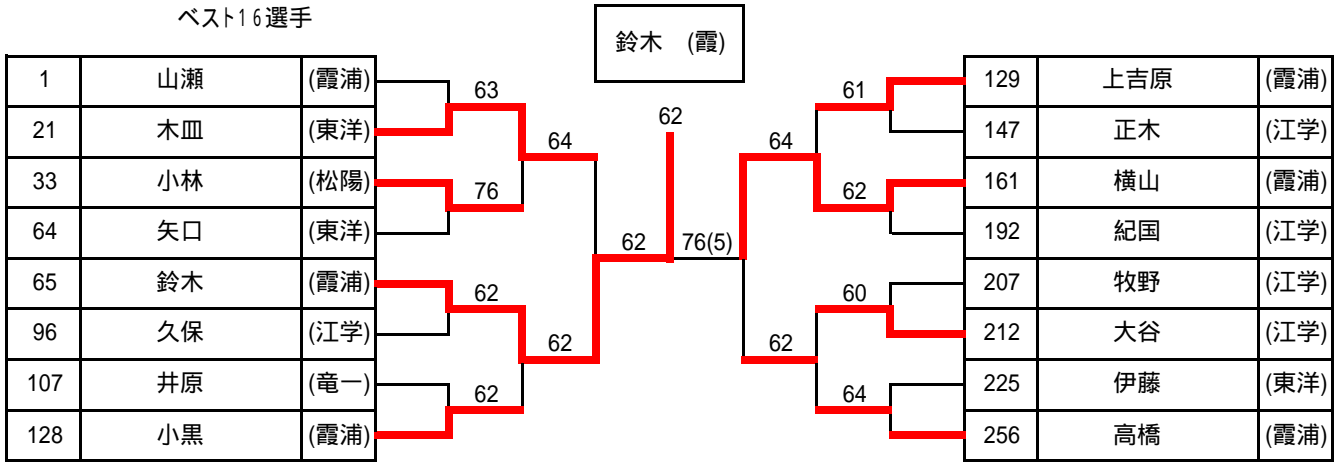 ベスト16選手
鈴木 (霞)
1 山瀬 (霞浦)
21 木皿 (東洋)
33 小林 (松陽)
64 矢口 (東洋)
65 鈴木 (霞浦)
96 久保 (江学)
107 井原 (竜一)
128 小黒 (霞浦)
63
76
62
62
64
62
62
62
76(5)
64
62
61
62
60
64
129 上吉原 (霞浦)
147 正木 (江学)
161 横山 (霞浦)
192 紀国 (江学)
207 牧野 (江学)
212 大谷 (江学)
225 伊藤 (東洋)
256 高橋 (霞浦)